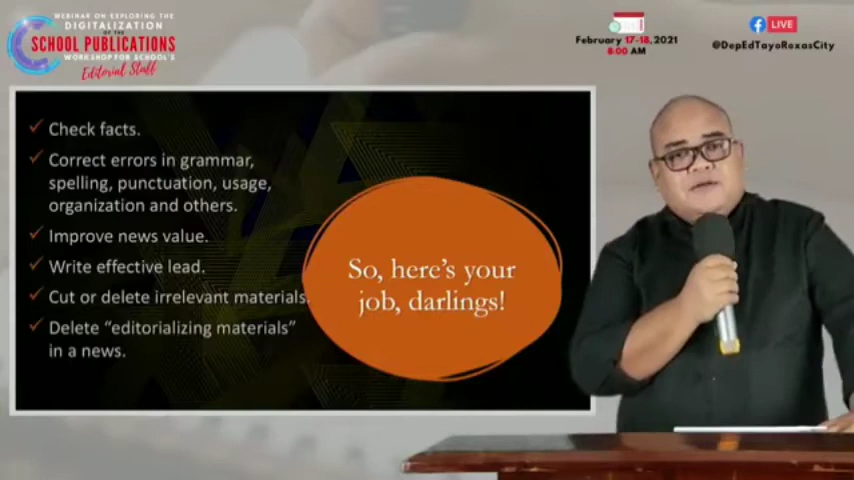 WEBINAR ON EXPLORING THE
DIGITALIZATION
OF THE
SCHOOL PUBLICATIONS
WORKSHOP FOR SCHOOL'S
Editorial Staff
February 17-18, 2021
8:00 AM
LIVE
@DepEdTayoRoxasCity
✓ Check facts.
✓ Correct errors in grammar,
spelling, punctuation, usage,
organization and others.
✓ Improve news value.
✓ Write effective lead.
✓ Cut or delete irrelevant materials.
✓ Delete “editorializing materials”
in a news.
So, here's your
job, darlings!